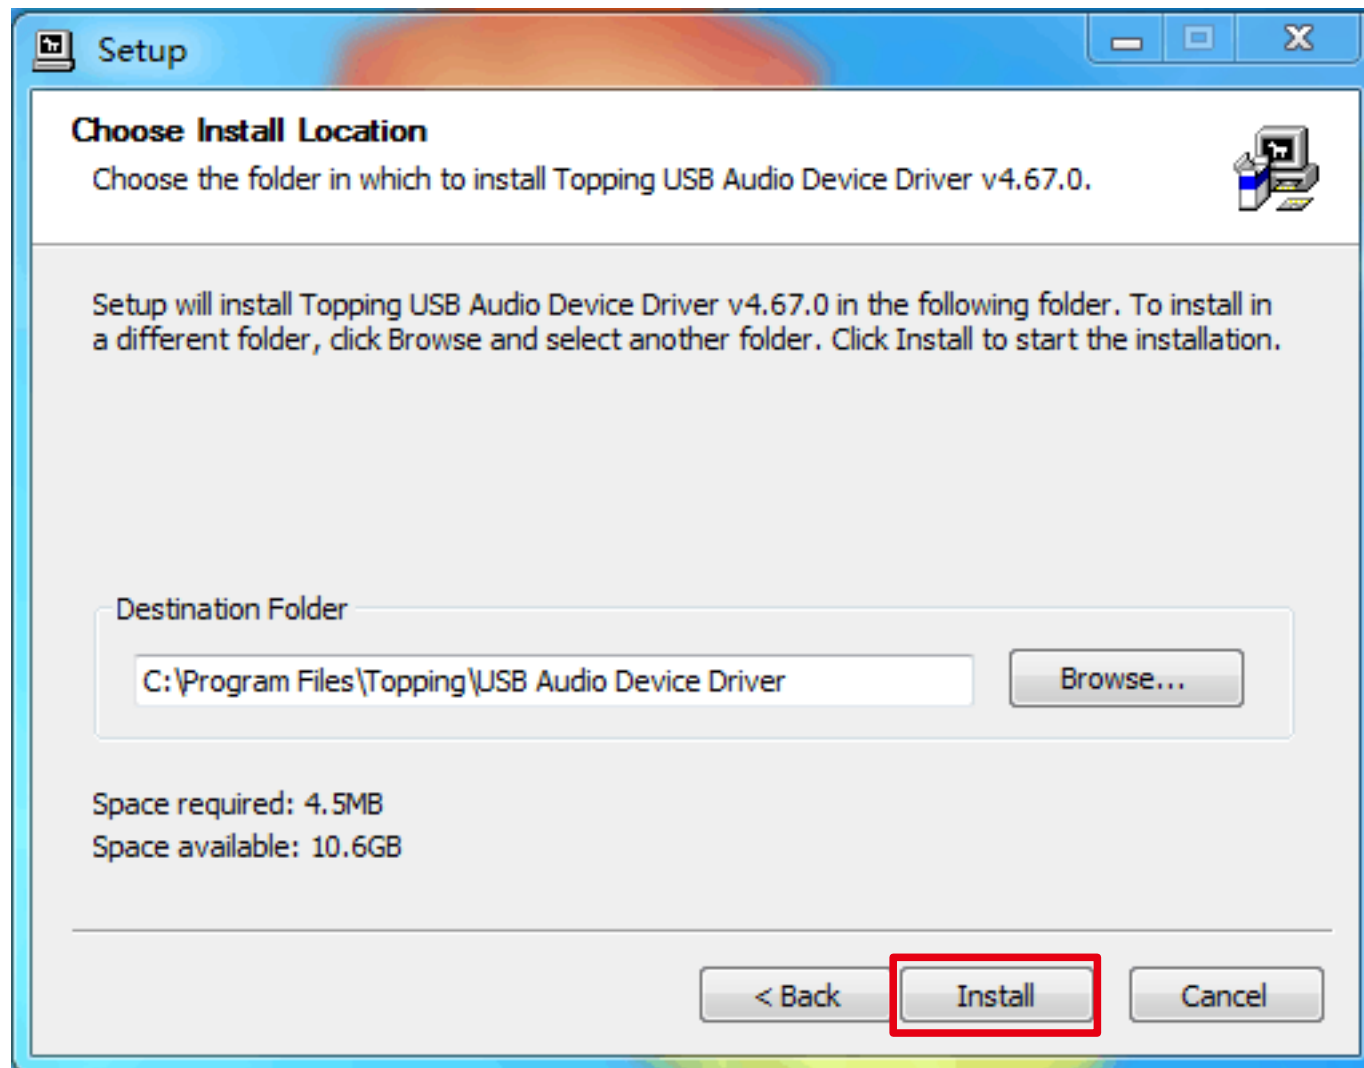 Setup
Choose Install Location
Choose the folder in which to install Topping USB Audio Device Driver v4.67.0.
Setup will install Topping USB Audio Device Driver v4.67.0 in the following folder. To install in
a different folder, click Browse and select another folder. Click Install to start the installation.
Destination Folder
C:\Program Files\Topping\USB Audio Device Driver
Browse...
Space required: 4.5MB
Space available: 10.6GB
< Back
Install
Cancel